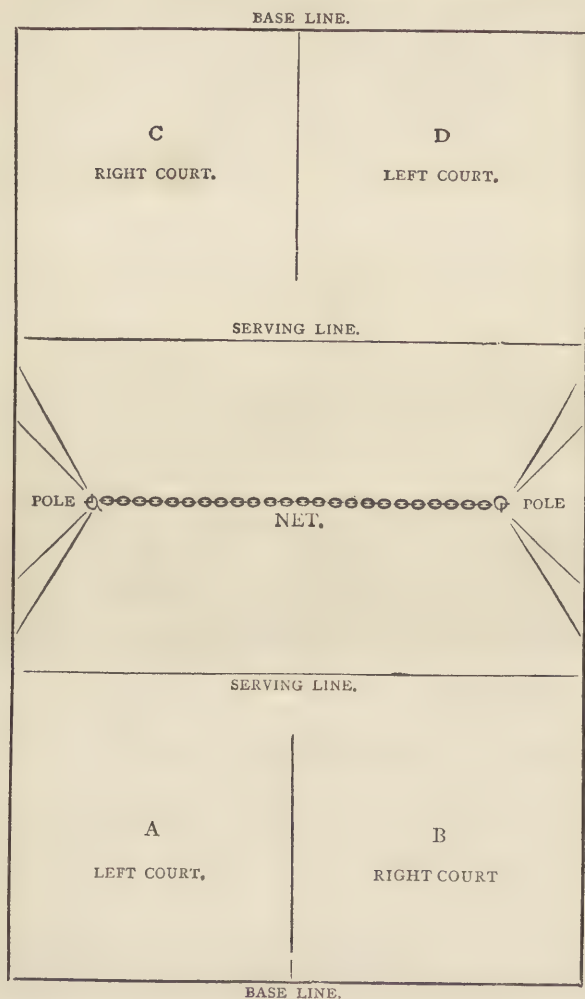 BASE LINE.
C D
RIGHT COURT. LEFT COURT.
SERVING LINE.
POLE POLE
NET.
SERVING LINE.
A B
LEFT COURT. RIGHT COURT
BASE LINE.